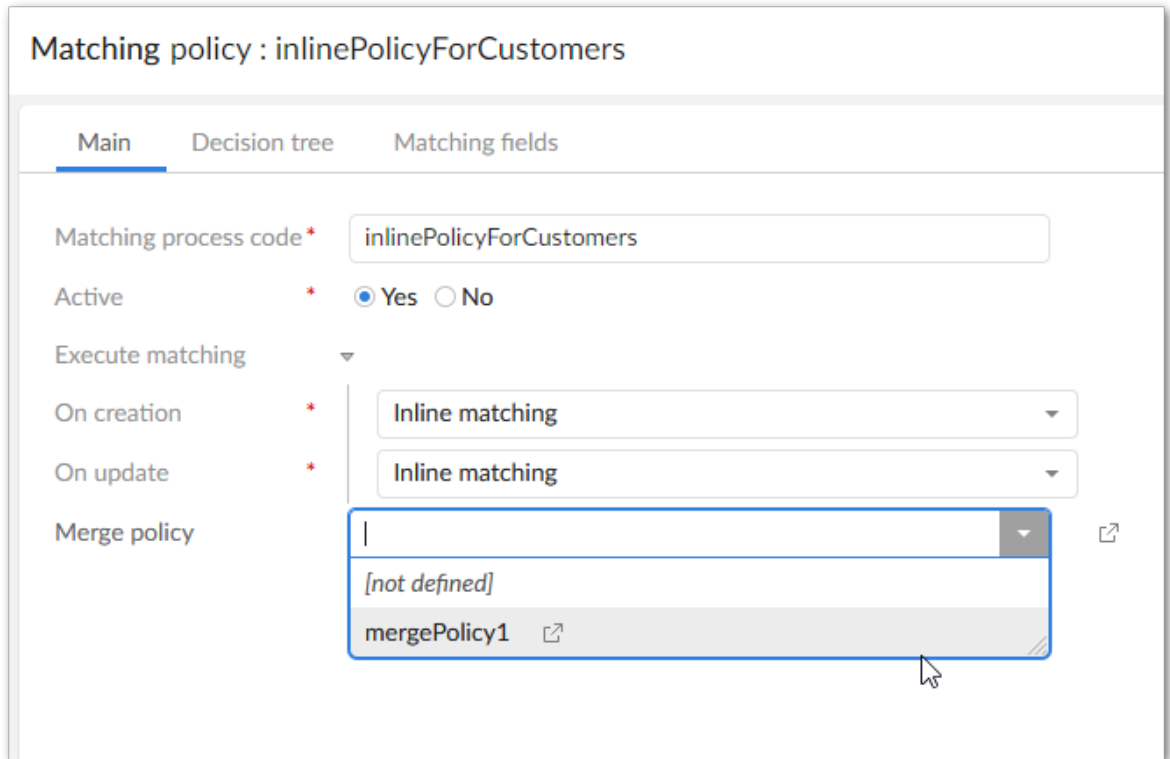 Matching policy : inlinePolicyForCustomers
Main Decision tree Matching fields
Matching process code* inlinePolicyForCustomers
Active * Yes No
Execute matching
On creation * Inline matching
On update * Inline matching
Merge policy
[not defined]
mergePolicy1